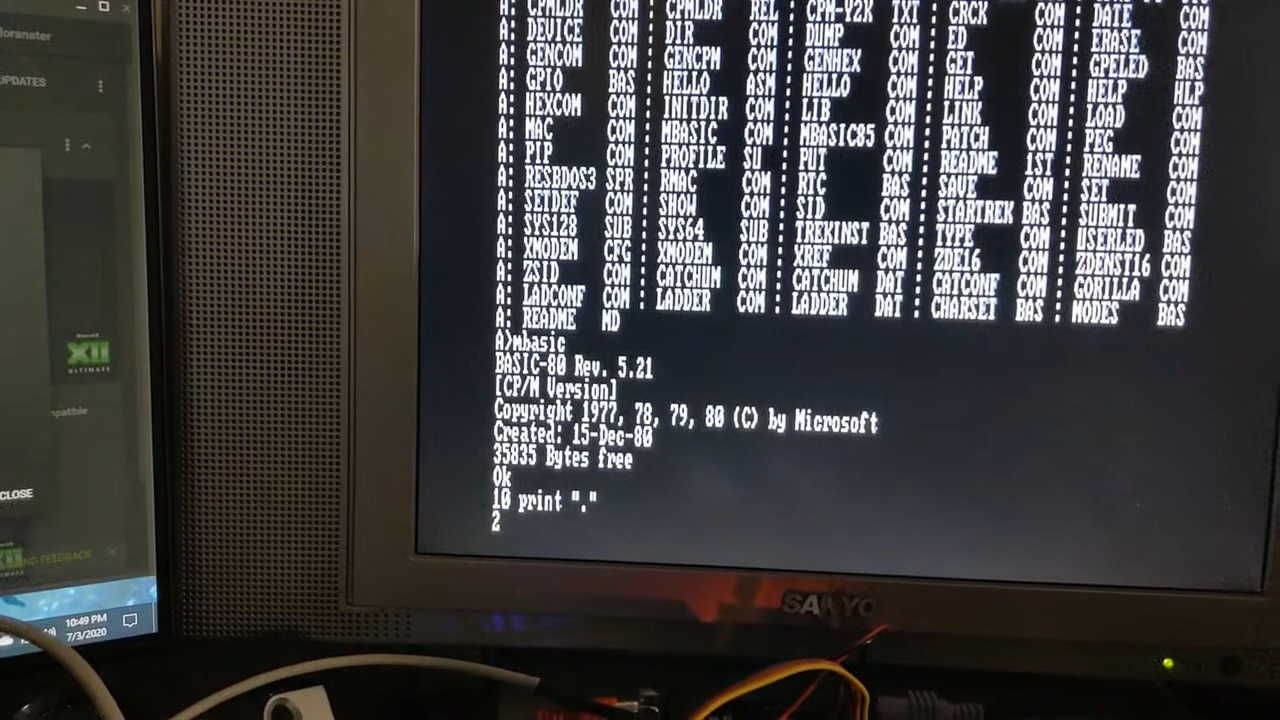 oranster
UPDATES
patible
CLOSE
ND FEEDBACK
10:49 PM
7/3/2020
XII
ULTIMATE
A: CPMLDR COM : CPMLDR REL : CPM-Y2K TXT : CRCK COM : DATE COM
A: DEVICE COM : DIR COM : DUMP COM : ED COM : ERASE COM
A: GENCOM COM : GENCPM COM : GENHEX COM : GET COM : GPELED BAS
A: GPIO BAS : HELLO ASM : HELLO COM : HELP COM : HELP HLP
A: HEXCOM COM : INITDIR COM : LIB COM : LINK COM : LOAD COM
A: MAC COM : MBASIC COM : MBASIC85 COM : PATCH COM : PEG COM
A: PIP COM : PROFILE SU : PUT COM : README 1ST : RENAME COM
A: RESBDOS3 SPR : RMAC COM : RTC BAS : SAVE COM : SET COM
A: SETDEF COM : SHOW COM : SID COM : STARTREK BAS : SUBMIT COM
A: SYS128 SUB : SYS64 SUB : TREKINST BAS : TYPE COM : USERLED BAS
A: XMODEM CFG : XMODEM COM : XREF COM : ZDE16 COM : ZDENST16 COM
A: ZSID COM : CATCHUM COM : CATCHUM DAT : CATCONF COM : GORILLA COM
A: LADCONF COM : LADDER COM : LADDER DAT : CHARSET BAS : MODES BAS
A: README MD
A>mbasic
BASIC-80 Rev. 5.21
[CP/M Version]
Copyright 1977, 78, 79, 80 (C) by Microsoft
Created: 15-Dec-80
35835 Bytes free
Ok
10 print "."
2
SANYO